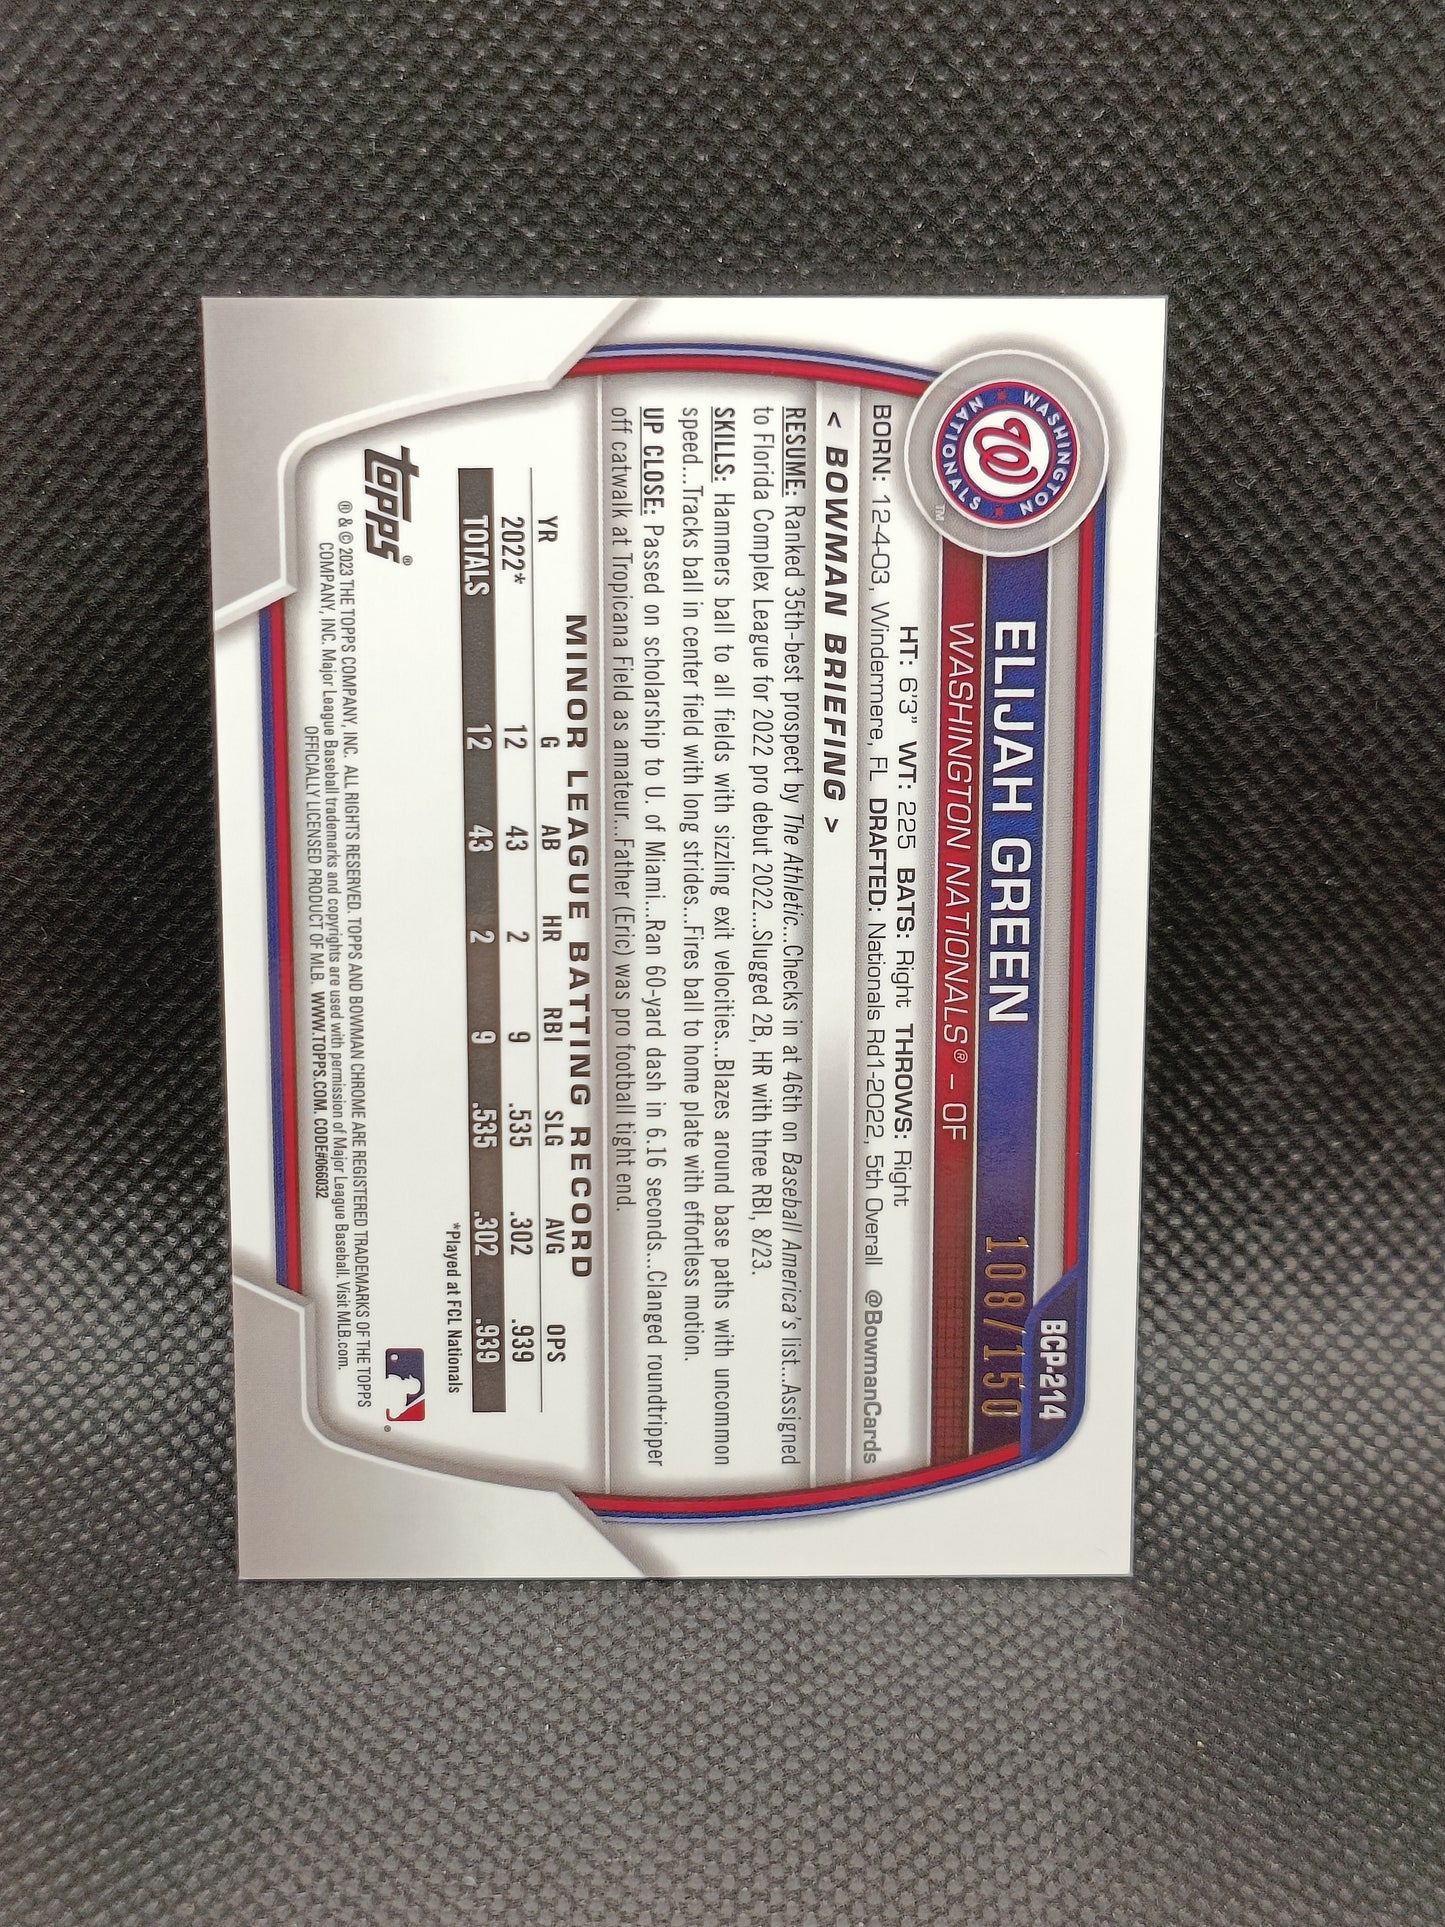 BCP-214
WASHINGTON
NATIONALS
W
TM
ELIJAH GREEN
108/150
WASHINGTON NATIONALS® – OF
HT: 6'3" WT: 225 BATS: Right THROWS: Right
BORN: 12-4-03, Windermere, FL DRAFTED: Nationals Rd1-2022, 5th Overall @BowmanCards
< BOWMAN BRIEFING >
RESUME: Ranked 35th-best prospect by The Athletic...Checks in at 46th on Baseball America's list...Assigned
to Florida Complex League for 2022 pro debut 2022...Slugged 2B, HR with three RBI, 8/23.
SKILLS: Hammers ball to all fields with sizzling exit velocities...Blazes around base paths with uncommon
speed...Tracks ball in center field with long strides...Fires ball to home plate with effortless motion.
UP CLOSE: Passed on scholarship to U. of Miami...Ran 60-yard dash in 6.16 seconds...Clanged roundtripper
off catwalk at Tropicana Field as amateur...Father (Eric) was pro football tight end.
MINOR LEAGUE BATTING RECORD
YR G AB HR RBI SLG AVG OPS
2022* 12 43 2 9 .535 .302 .939
TOTALS 12 43 2 9 .535 .302 .939
*Played at FCL Nationals
Topps®
® & © 2023 THE TOPPS COMPANY, INC. ALL RIGHTS RESERVED. TOPPS AND BOWMAN CHROME ARE REGISTERED TRADEMARKS OF THE TOPPS
COMPANY, INC. Major League Baseball trademarks and copyrights are used with permission of Major League Baseball. Visit MLB.com.
OFFICIALLY LICENSED PRODUCT OF MLB. WWW.TOPPS.COM. CODE#066032